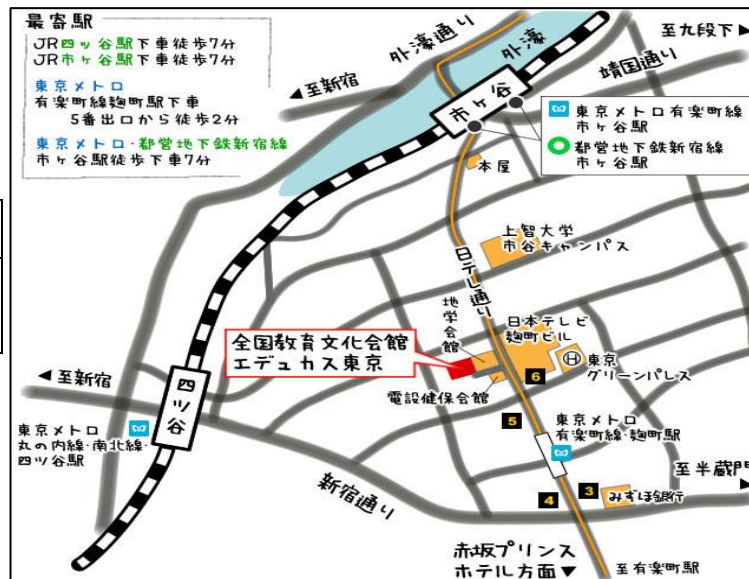 最寄駅
JR四ッ谷駅下車徒歩7分
JR市ヶ谷駅下車徒歩7分
東京メトロ
有楽町線麹町駅下車
5番出口から徒歩2分
東京メトロ・都営地下鉄新宿線
市ヶ谷駅徒歩下車7分
外濠通り
外濠
至九段下
靖国通り
至新宿
市ヶ谷
東京メトロ有楽町線
市ヶ谷駅
都営地下鉄新宿線
市ヶ谷駅
本屋
上智大学
市谷キャンパス
日テレ通り
地学会館
日本テレビ
麹町ビル
全国教育文化会館
エデュカス東京
H
東京
グリーンパレス
6
電設健保会館
至新宿
四ッ谷
5
東京メトロ
有楽町線・麹町駅
東京メトロ
丸の内線・南北線・
四ッ谷駅
新宿通り
至半蔵門
4
3
みずほ銀行
赤坂プリンス
ホテル方面▼
至有楽町駅